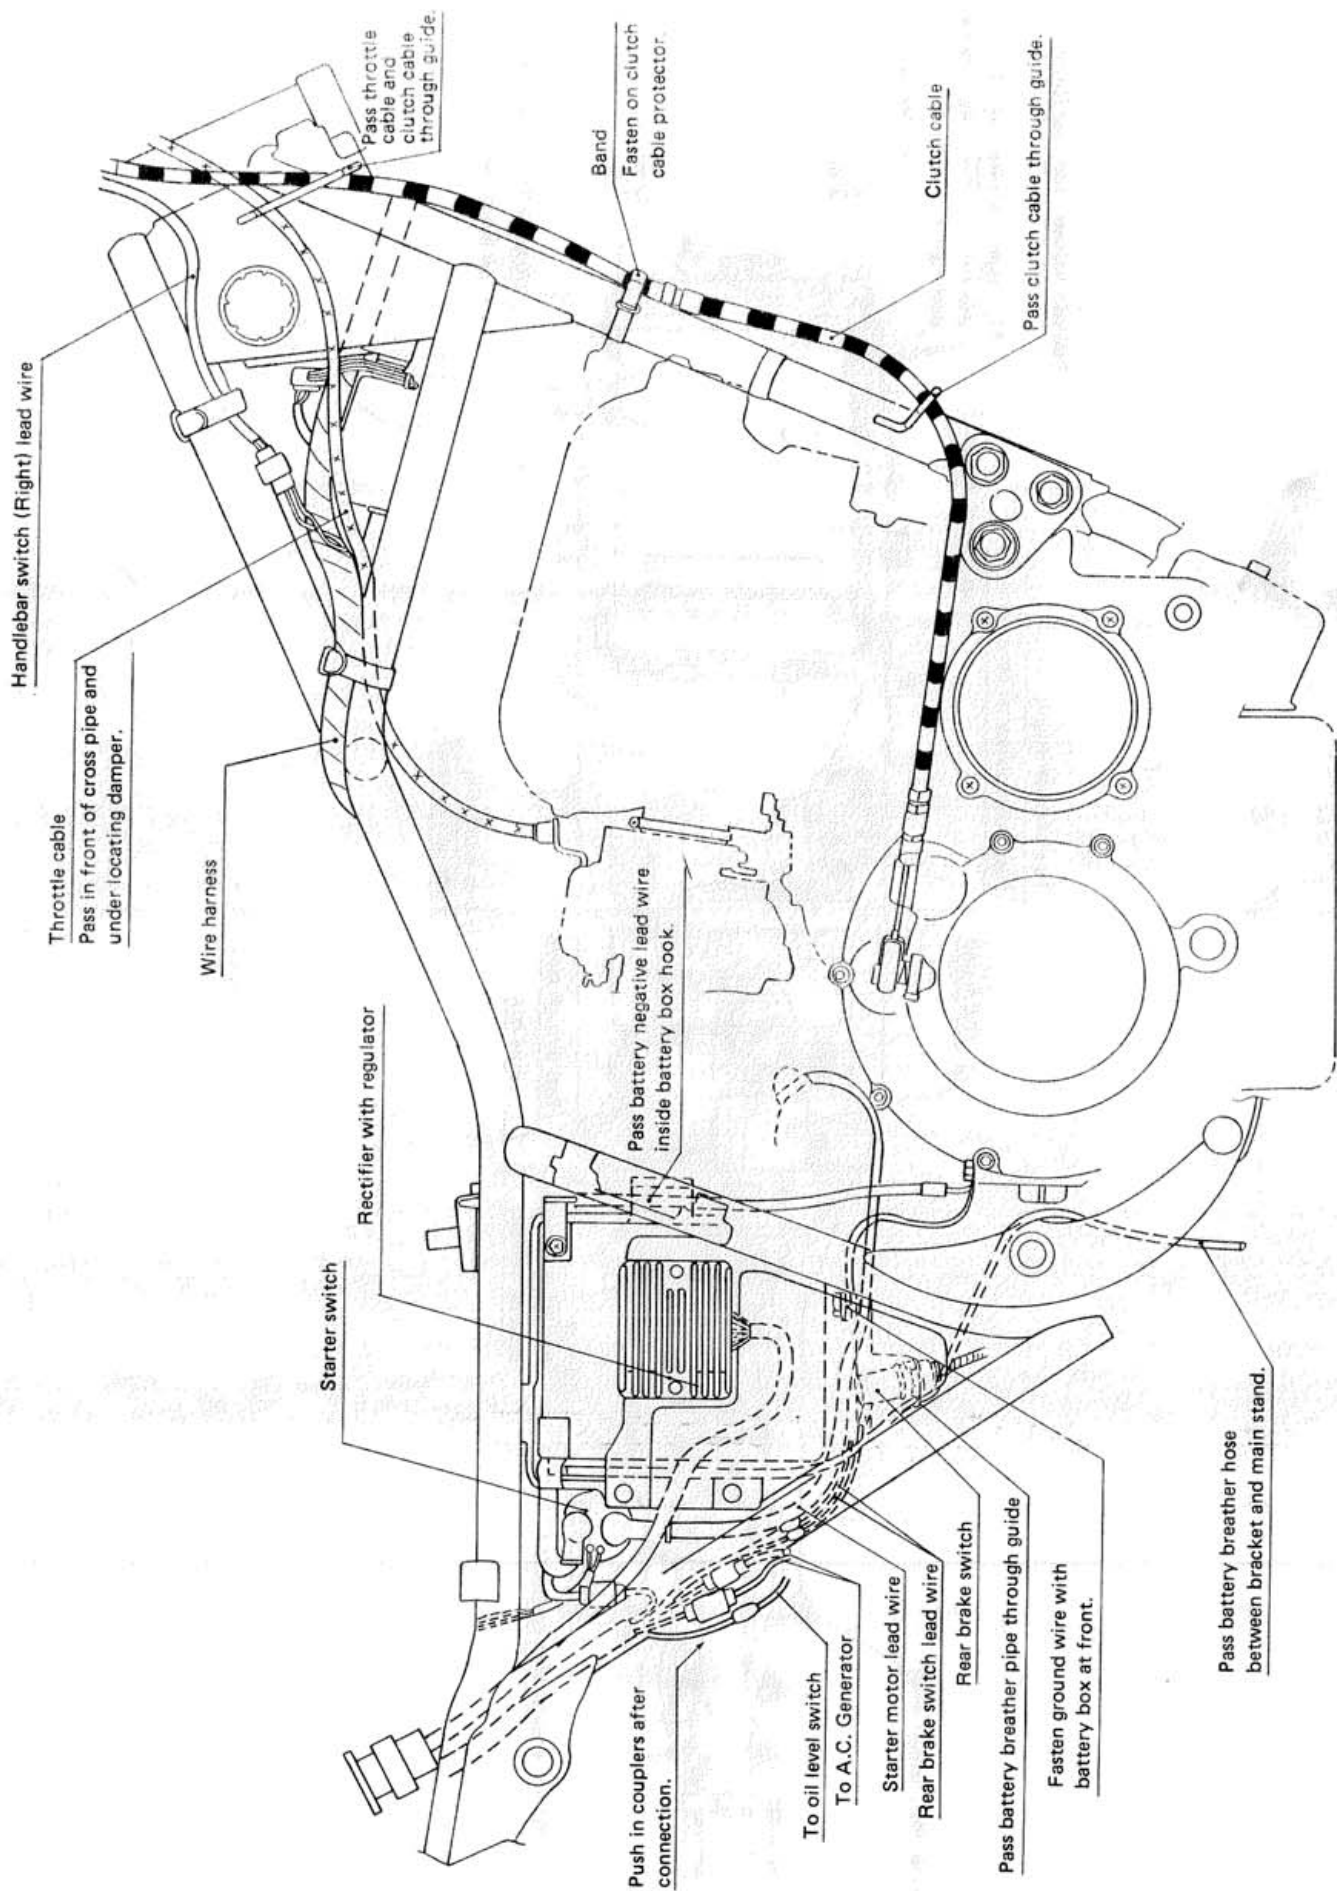 Handlebar switch (Right) lead wire
Throttle cable
Pass in front of cross pipe and
under locating damper.
Wire harness
Rectifier with regulator
Starter switch
Pass throttle
cable and
clutch cable
through guide.
Band
Fasten on clutch
cable protector.
Clutch cable
Pass clutch cable through guide.
Pass battery negative lead wire
inside battery box hook.
Push in couplers after
connection.
To oil level switch
To A.C. Generator
Starter motor lead wire
Rear brake switch lead wire
Rear brake switch
Pass battery breather pipe through guide
Fasten ground wire with
battery box at front.
Pass battery breather hose
between bracket and main stand.